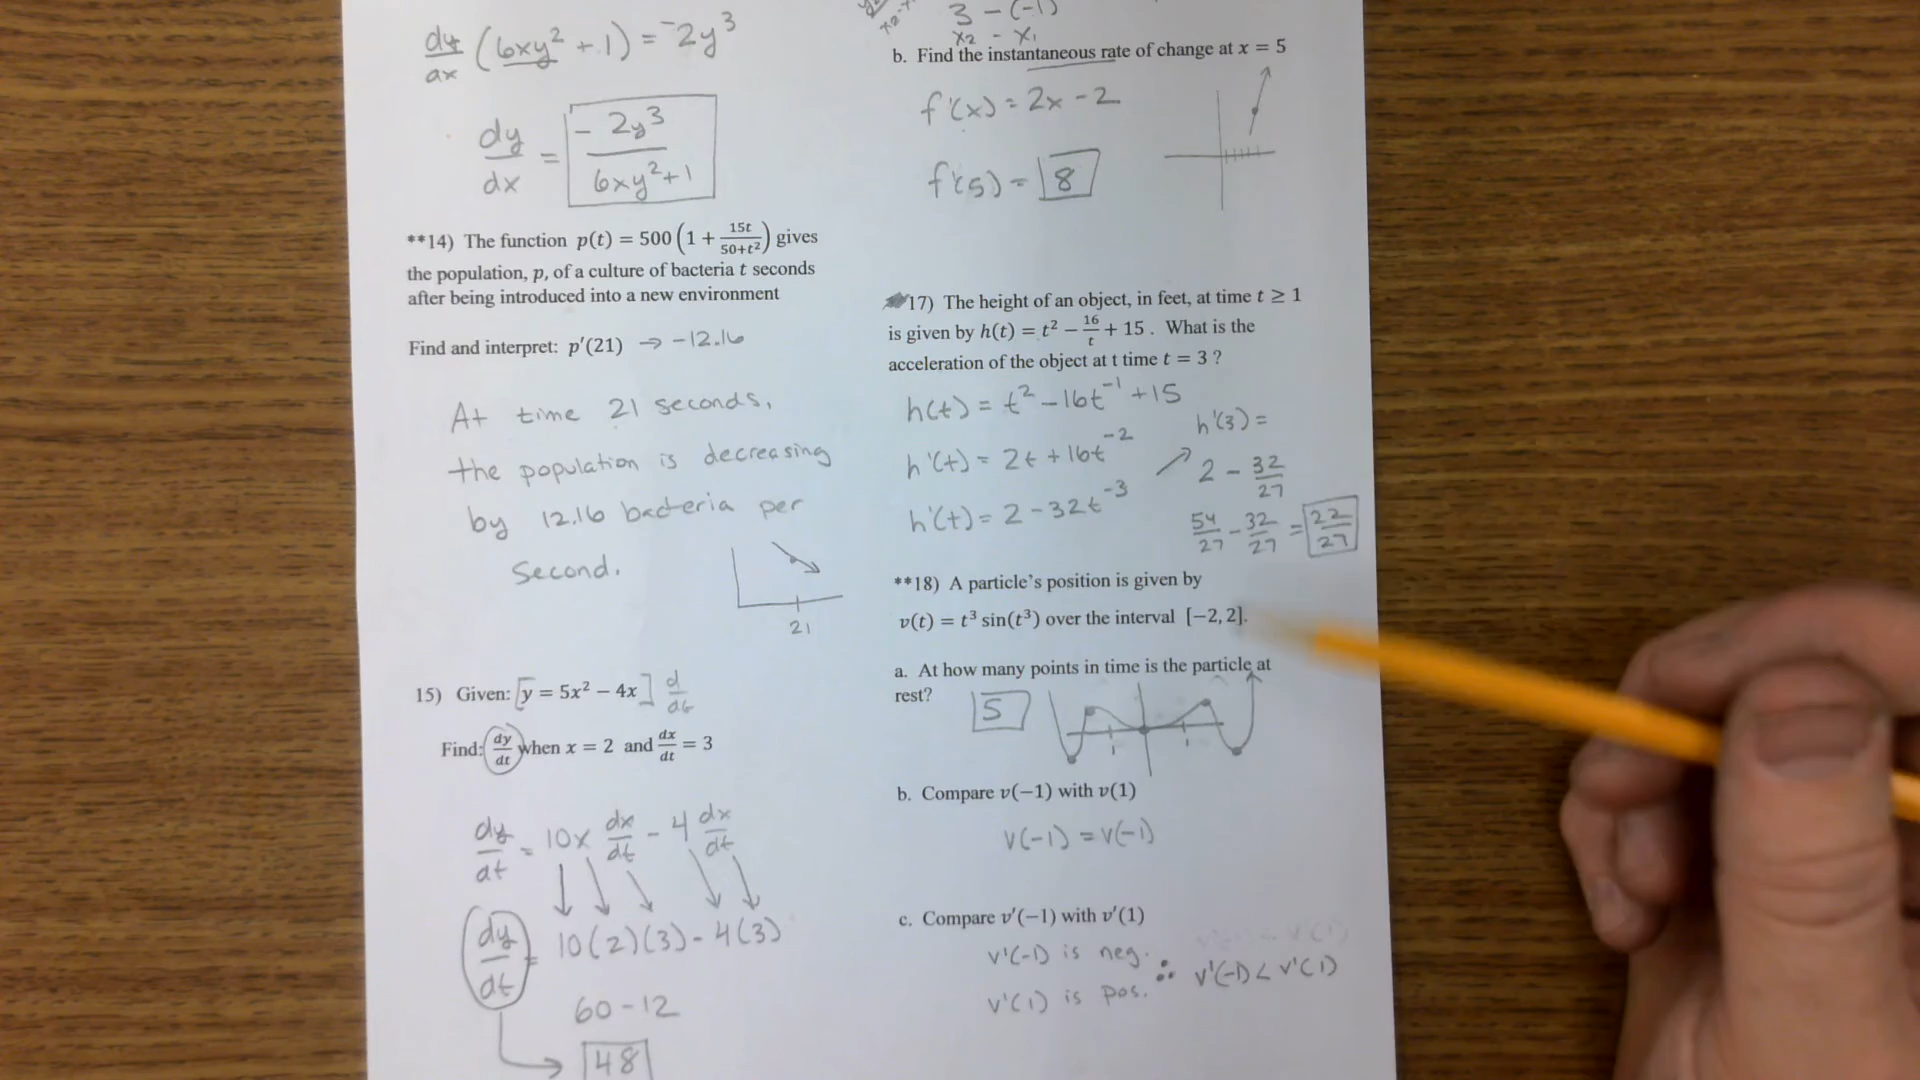 dy/dx (6xy² + 1) = -2y³
dy/dx = - 2y³ / 6xy²+1
**14) The function p(t) = 500 (1 + 15t/50+t²) gives
the population, p, of a culture of bacteria t seconds
after being introduced into a new environment
Find and interpret: p′(21) → -12.16
At time 21 seconds,
the population is decreasing
by 12.16 bacteria per
Second.
21
15) Given: [y = 5x² − 4x] d/dt
Find: dy/dt when x = 2 and dx/dt = 3
dy/dt = 10x dx/dt - 4 dx/dt
dy/dt = 10(2)(3) - 4(3)
60 - 12
48
3 - (-1)
x2 - x1
b. Find the instantaneous rate of change at x = 5
f'(x) = 2x - 2
f'(5) = 8
17) The height of an object, in feet, at time t ≥ 1
is given by h(t) = t² − 16/t + 15 . What is the
acceleration of the object at t time t = 3 ?
h(t) = t² - 16t⁻¹ + 15
h'(t) = 2t + 16t⁻²
h'(t) = 2 - 32t⁻³
h'(3) =
2 - 32/27
54/27 - 32/27 = 22/27
**18) A particle's position is given by
v(t) = t³ sin(t³) over the interval [−2, 2].
a. At how many points in time is the particle at
rest? 5
1 1
b. Compare v(−1) with v(1)
v(-1) = v(-1)
c. Compare v′(−1) with v′(1)
v'(-1) is neg.
v'(1) is pos. ∴ v'(-1) < v'(1)